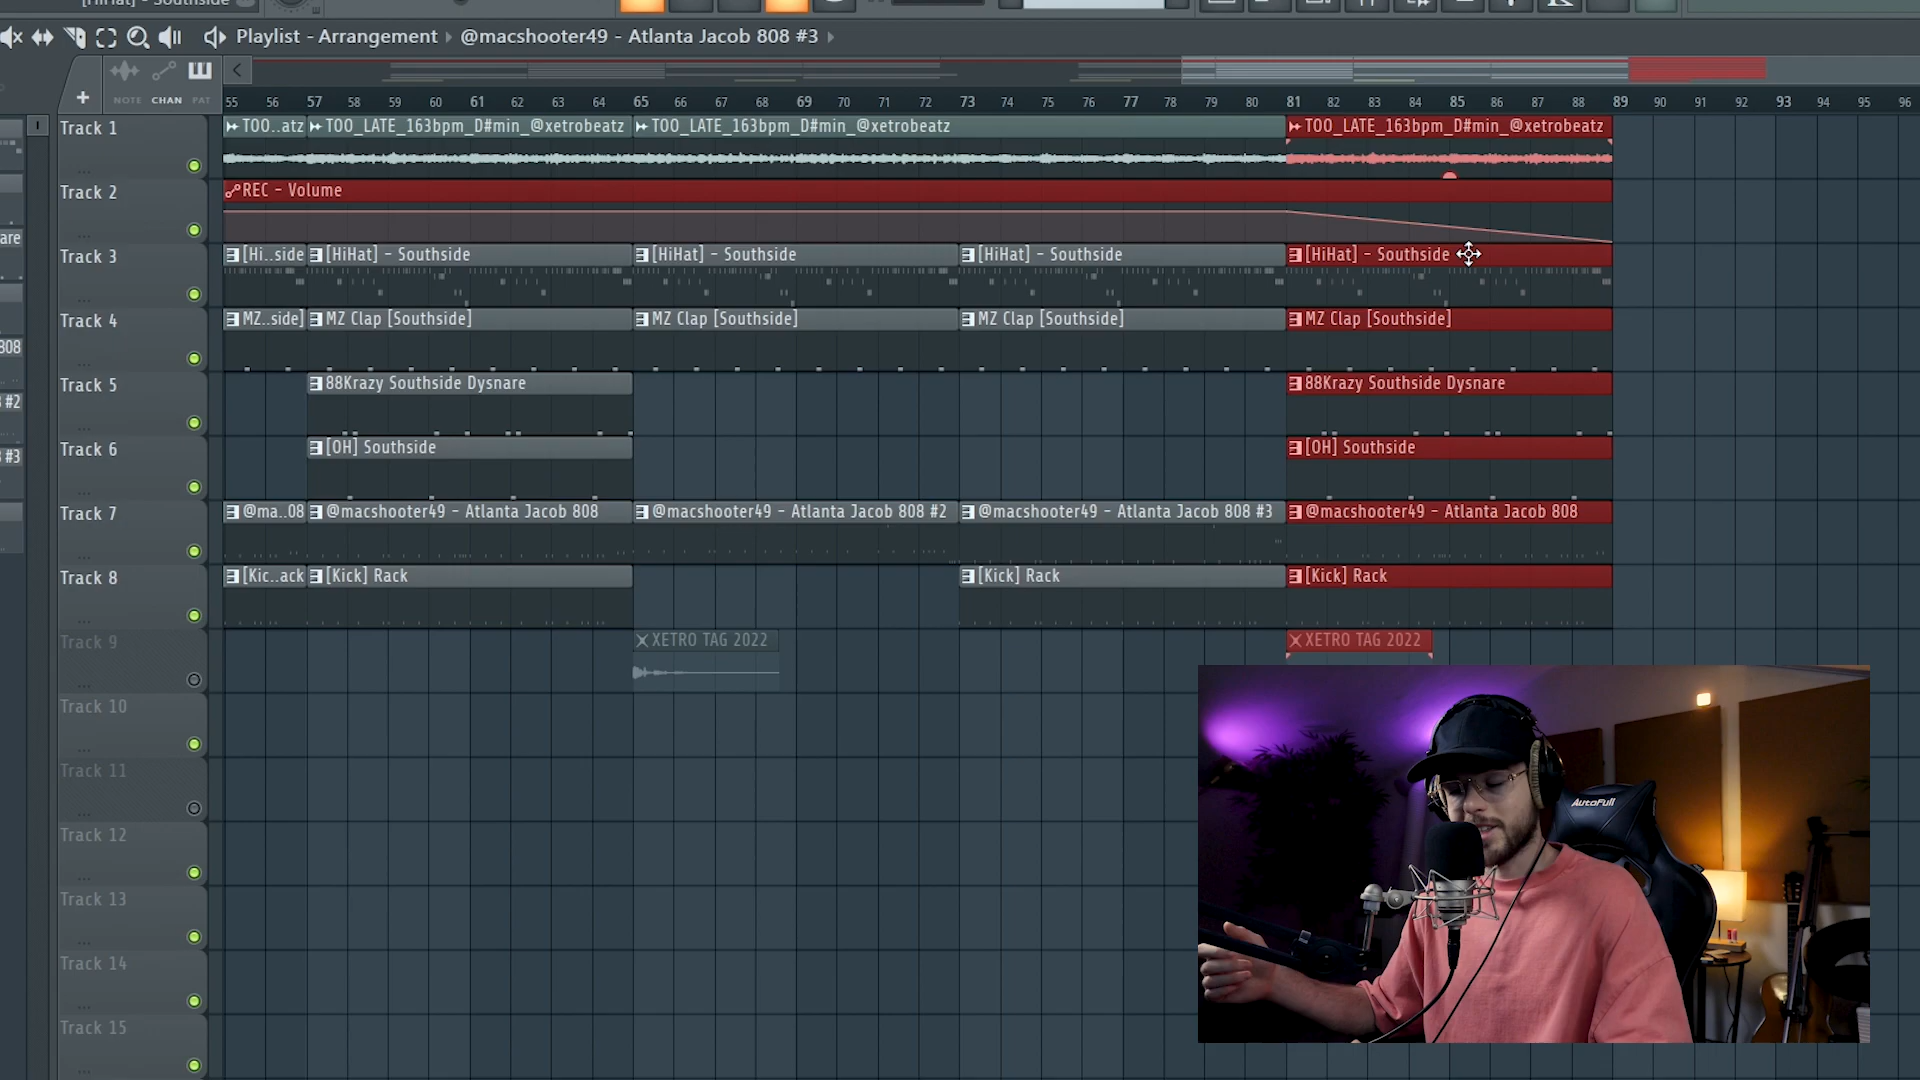 [HiHat] - Southside
Playlist - Arrangement ▸ @macshooter49 - Atlanta Jacob 808 #3 ▸
NOTE CHAN PAT
55 56 57 58 59 60 61 62 63 64 65 66 67 68 69 70 71 72 73 74 75 76 77 78 79 80 81 82 83 84 85 86 87 88 89 90 91 92 93 94 95 96
Track 1
TOO..atz TOO_LATE_163bpm_D#min_@xetrobeatz TOO_LATE_163bpm_D#min_@xetrobeatz TOO_LATE_163bpm_D#min_@xetrobeatz
Track 2
REC - Volume
are
Track 3
[Hi..side [HiHat] - Southside [HiHat] - Southside [HiHat] - Southside [HiHat] - Southside
Track 4
MZ..side] MZ Clap [Southside] MZ Clap [Southside] MZ Clap [Southside] MZ Clap [Southside]
808
Track 5
88Krazy Southside Dysnare 88Krazy Southside Dysnare
#2
Track 6
[OH] Southside [OH] Southside
#3
Track 7
@ma..08 @macshooter49 - Atlanta Jacob 808 @macshooter49 - Atlanta Jacob 808 #2 @macshooter49 - Atlanta Jacob 808 #3 @macshooter49 - Atlanta Jacob 808
Track 8
[Kic..ack [Kick] Rack [Kick] Rack [Kick] Rack
Track 9
XETRO TAG 2022 XETRO TAG 2022
Track 10
Track 11
Track 12
Track 13
Track 14
Track 15
AutoFull